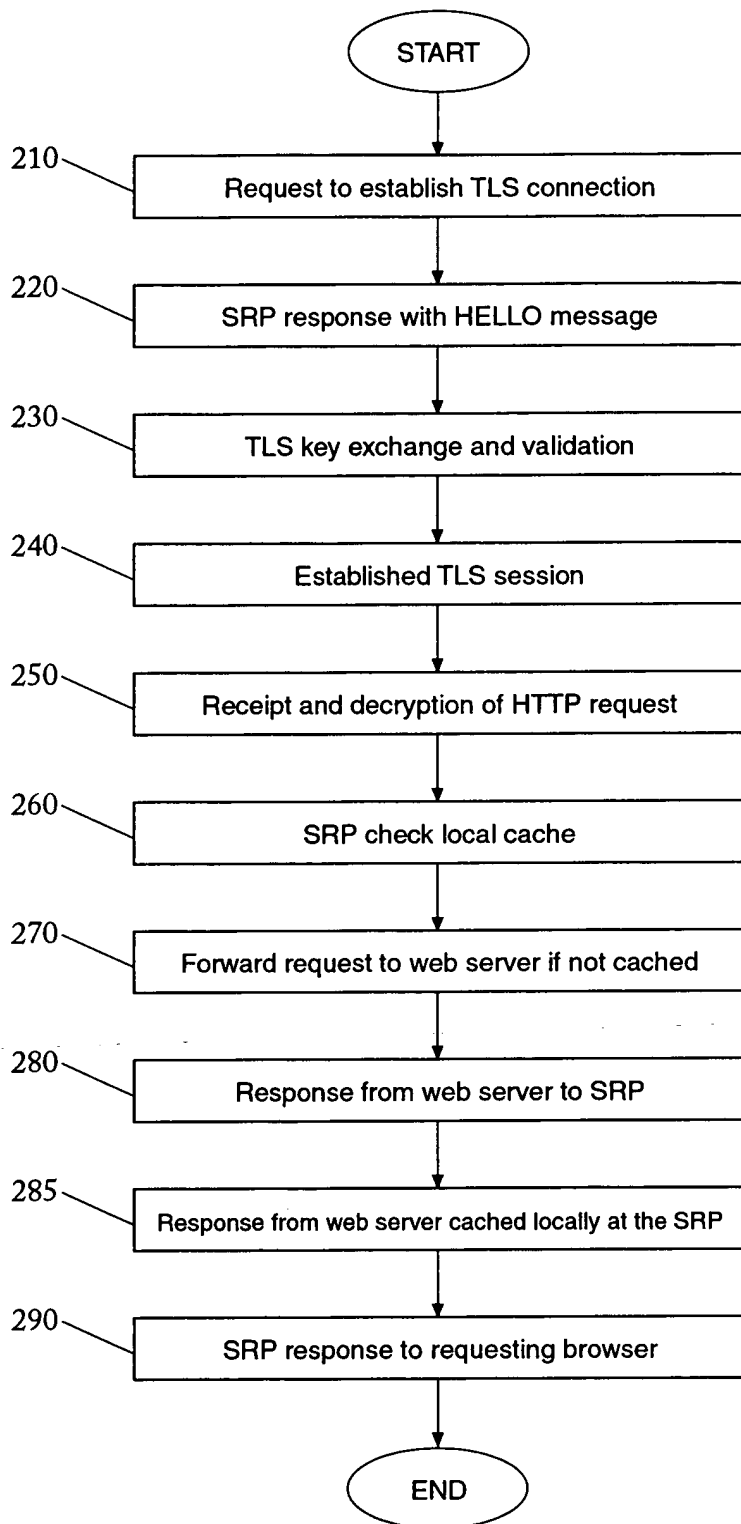 START
210
Request to establish TLS connection
220
SRP response with HELLO message
230
TLS key exchange and validation
240
Established TLS session
250
Receipt and decryption of HTTP request
260
SRP check local cache
270
Forward request to web server if not cached
280
Response from web server to SRP
285
Response from web server cached locally at the SRP
290
SRP response to requesting browser
END